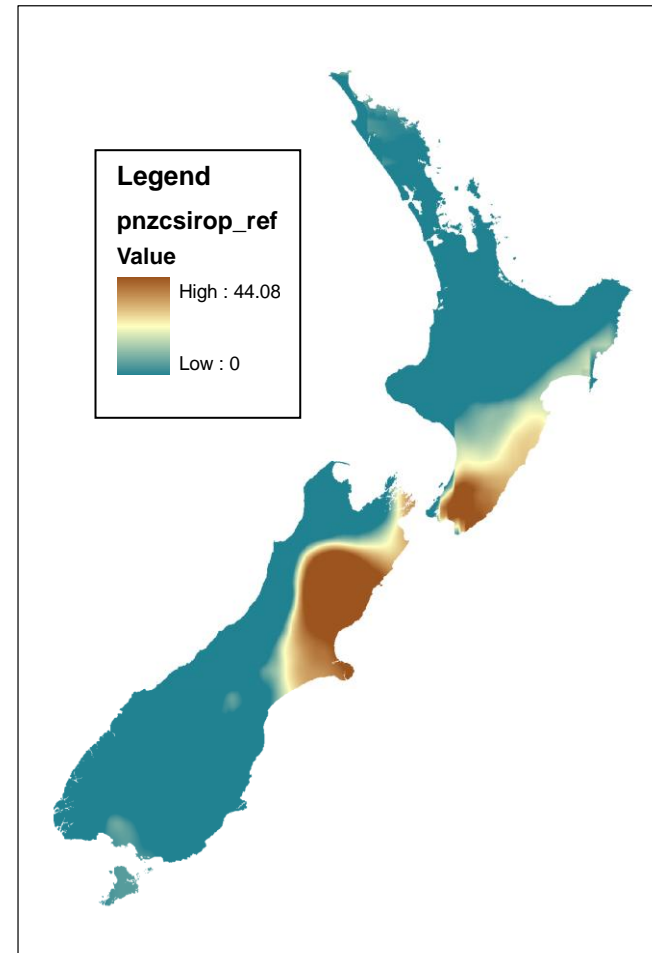 Legend
pnzcsirop_ref
Value
High : 44.08
Low : 0